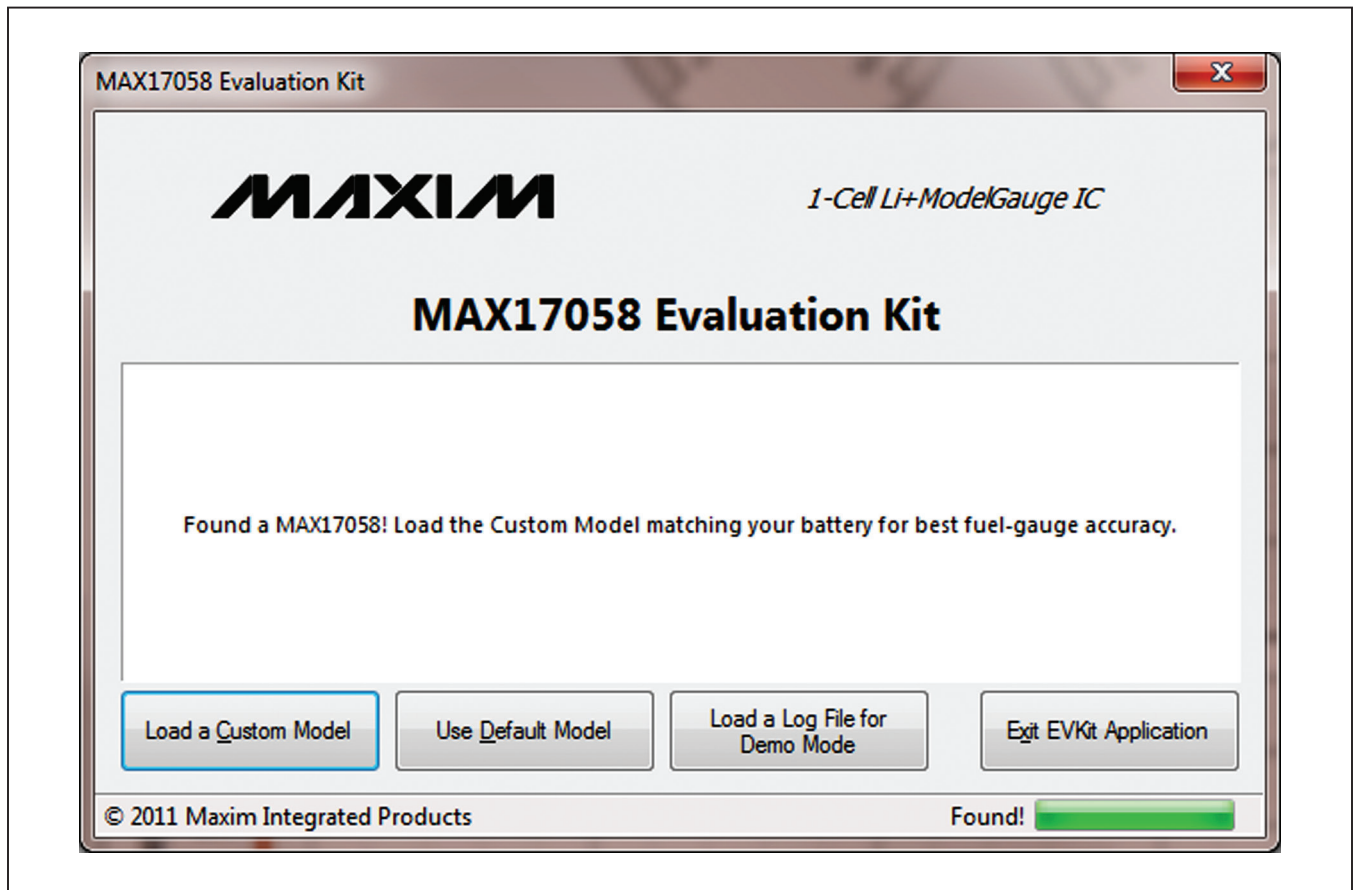 MAX17058 Evaluation Kit
MAXIM
1-Cell Li+ModelGauge IC
MAX17058 Evaluation Kit
Found a MAX17058! Load the Custom Model matching your battery for best fuel-gauge accuracy.
Load a Custom Model
Use Default Model
Load a Log File for
Demo Mode
Exit EVKit Application
© 2011 Maxim Integrated Products
Found!